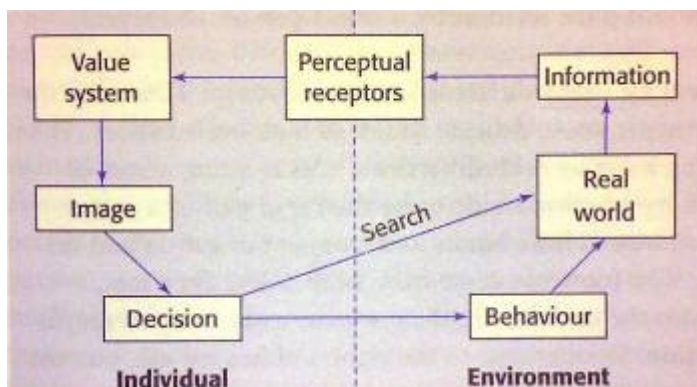 Value system
Perceptual receptors
Information
Image
Search
Real world
Decision
Behaviour
Individual
Environment